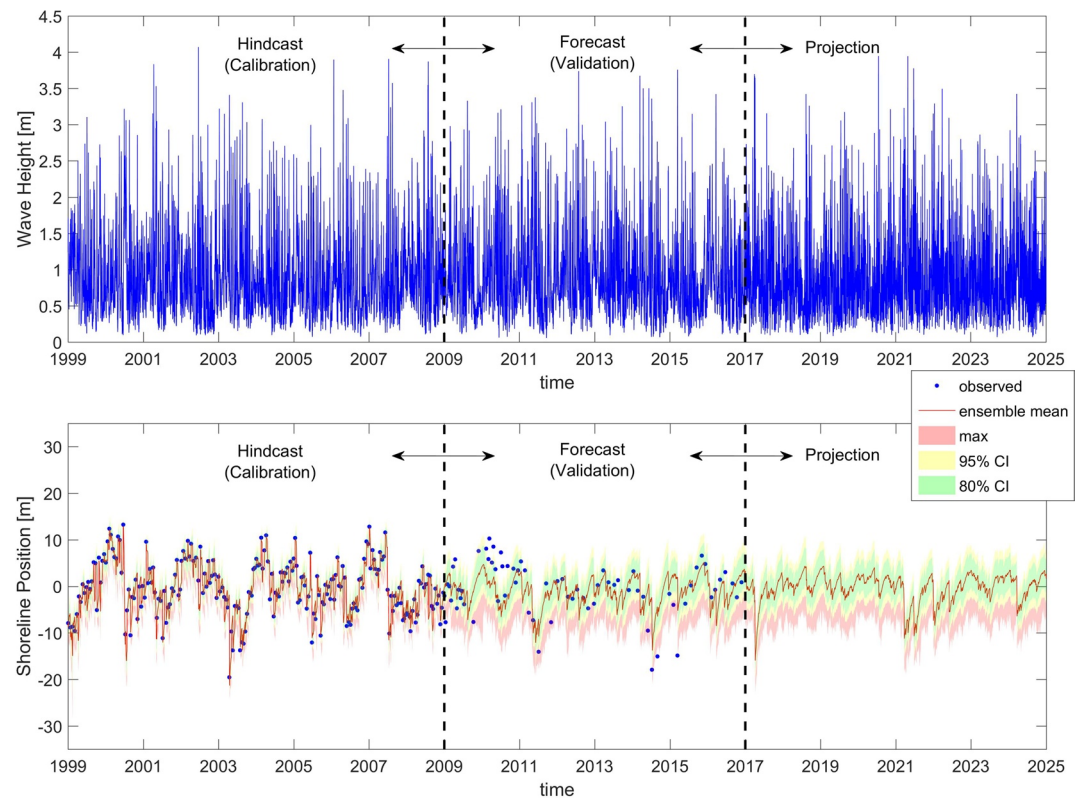 4.5
4
3.5
3
2.5
2
1.5
1
0.5
0
Wave Height [m]
Hindcast
(Calibration)
Forecast
(Validation)
Projection
1999 2001 2003 2005 2007 2009 2011 2013 2015 2017 2019 2021 2023 2025
time
observed
ensemble mean
max
95% CI
80% CI
30
20
10
0
-10
-20
-30
Shoreline Position [m]
Hindcast
(Calibration)
Forecast
(Validation)
Projection
1999 2001 2003 2005 2007 2009 2011 2013 2015 2017 2019 2021 2023 2025
time